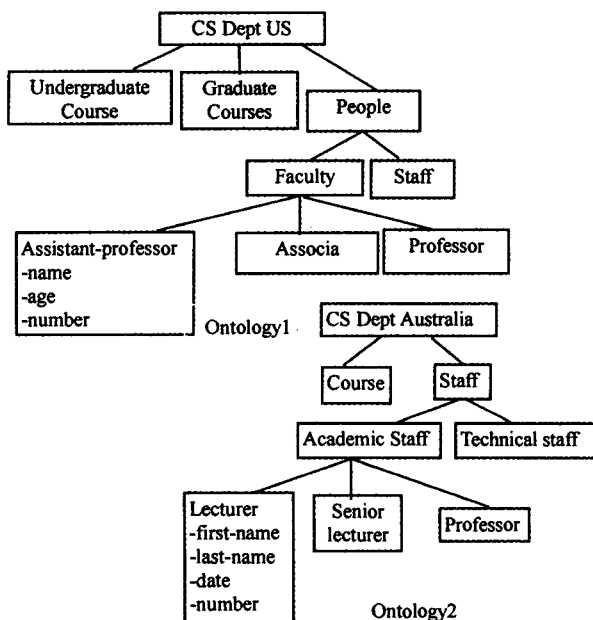 CS Dept US
Undergraduate
Course
Graduate
Courses
People
Faculty
Staff
Assistant-professor
-name
-age
-number
Associa
Professor
Ontology1
CS Dept Australia
Course
Staff
Academic Staff
Technical staff
Lecturer
-first-name
-last-name
-date
-number
Senior
lecturer
Professor
Ontology2